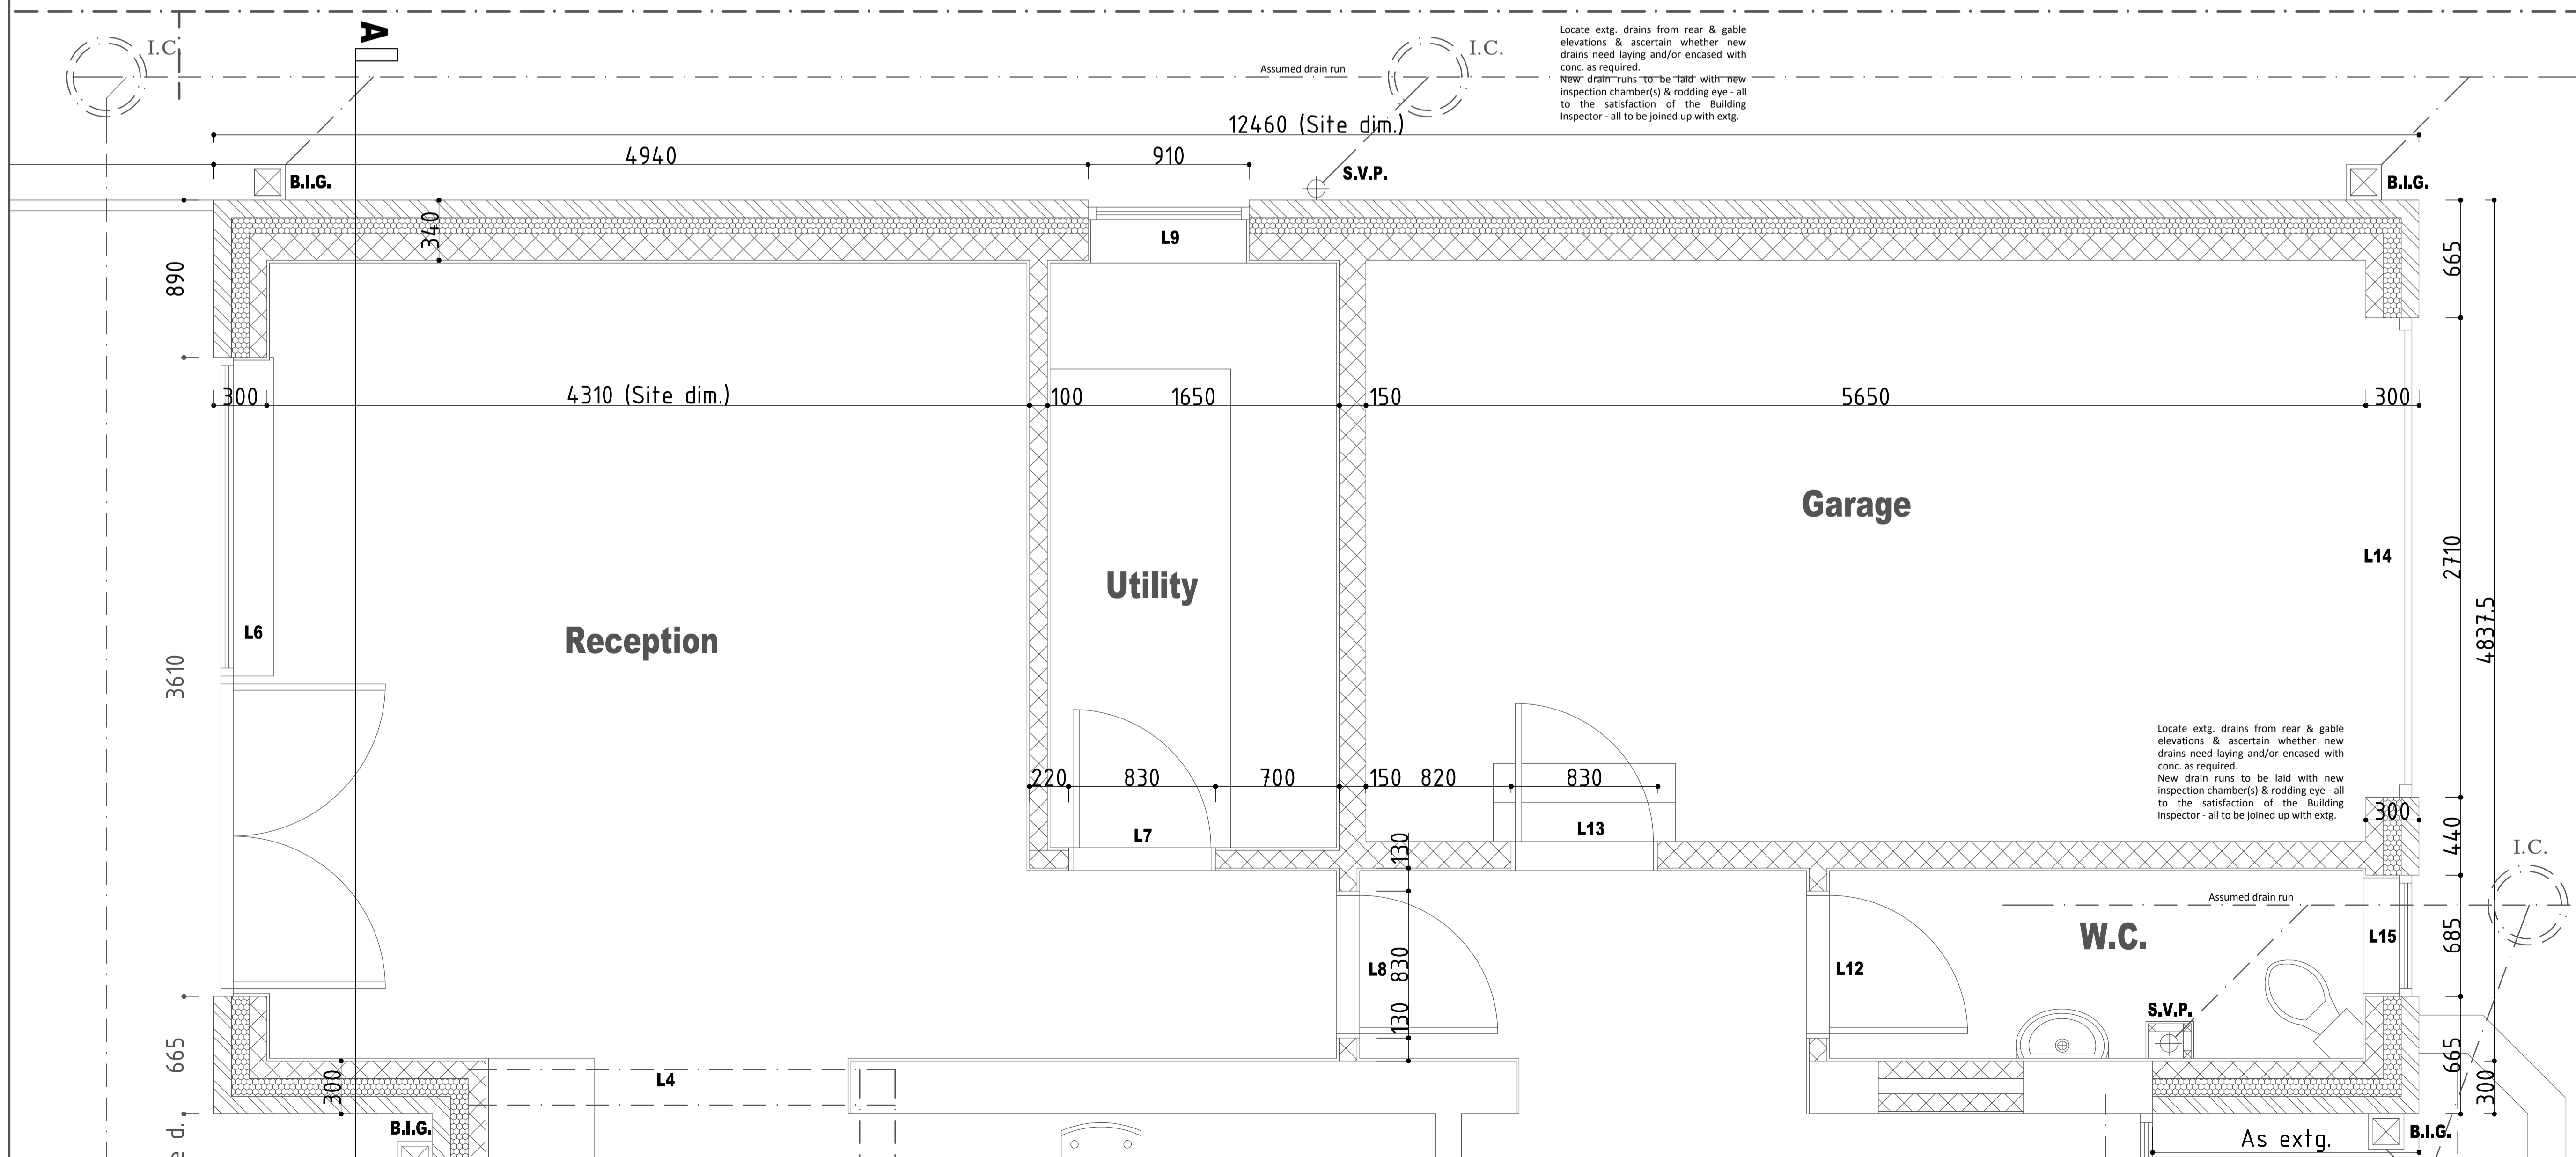 A
I.C.
I.C.
Assumed drain run
Locate extg. drains from rear & gable
elevations & ascertain whether new
drains need laying and/or encased with
conc. as required.
New drain runs to be laid with new
inspection chamber(s) & rodding eye - all
to the satisfaction of the Building
Inspector - all to be joined up with extg.
12460 (Site dim.)
4940
910
S.V.P.
B.I.G.
B.I.G.
340
L9
890
665
300
4310 (Site dim.)
100
1650
150
5650
300
Garage
L14
2710
Utility
4837.5
L6
Reception
3610
Locate extg. drains from rear & gable
elevations & ascertain whether new
drains need laying and/or encased with
conc. as required.
New drain runs to be laid with new
inspection chamber(s) & rodding eye - all
to the satisfaction of the Building
Inspector - all to be joined up with extg.
220
830
700
150
820
830
300
L7
L13
130
440
I.C.
Assumed drain run
W.C.
L15
685
L8
830
L12
130
S.V.P.
665
665
300
L4
300
B.I.G.
B.I.G.
As extg.